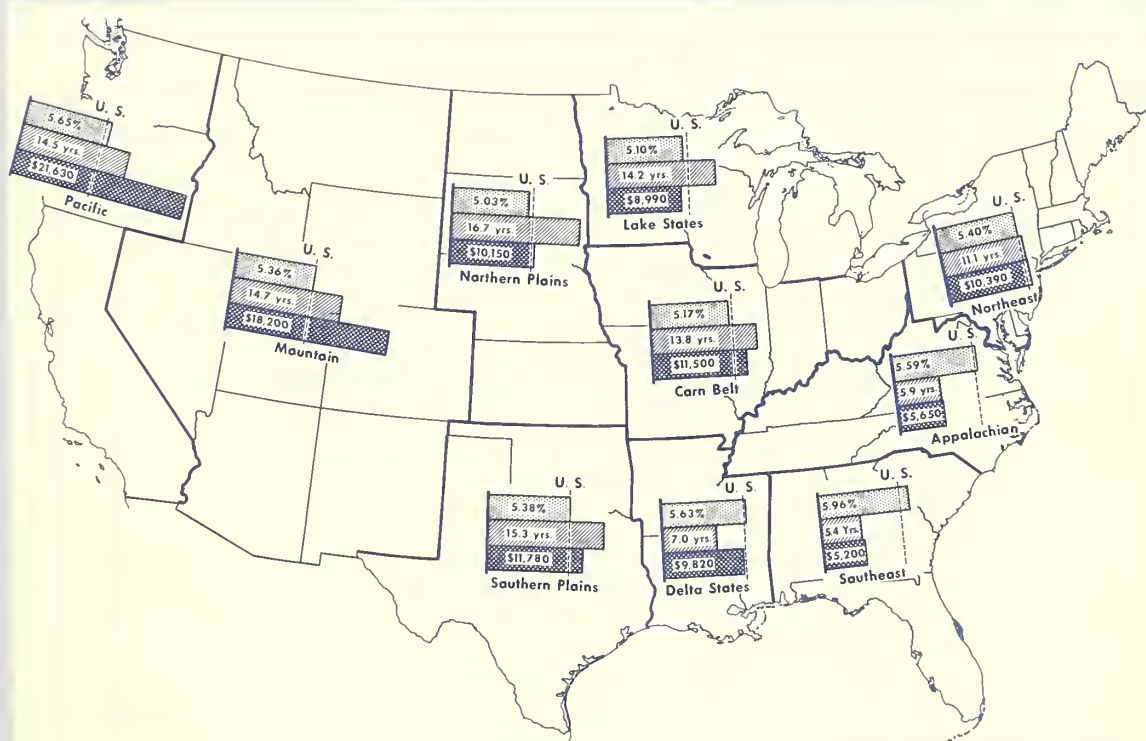 U. S.
5.65%
14.5 yrs.
$21,630
Pacific
U. S.
5.36%
14.7 yrs.
$18,200
Mountain
U. S.
5.03%
16.7 yrs.
$10,150
Northern Plains
U. S.
5.10%
14.2 yrs.
$8,990
Lake States
U. S.
5.17%
13.8 yrs.
$11,500
Carn Belt
U. S.
5.40%
11.1 yrs.
$10,390
Northeast
U. S.
5.59%
5.9 yrs.
$5,650
Appalachian
U. S.
5.38%
15.3 yrs.
$11,780
Sauthern Plains
U. S.
5.63%
7.0 yrs.
$9,820
Delta States
U. S.
5.96%
5.4 Yrs.
$5,200
Sautheast